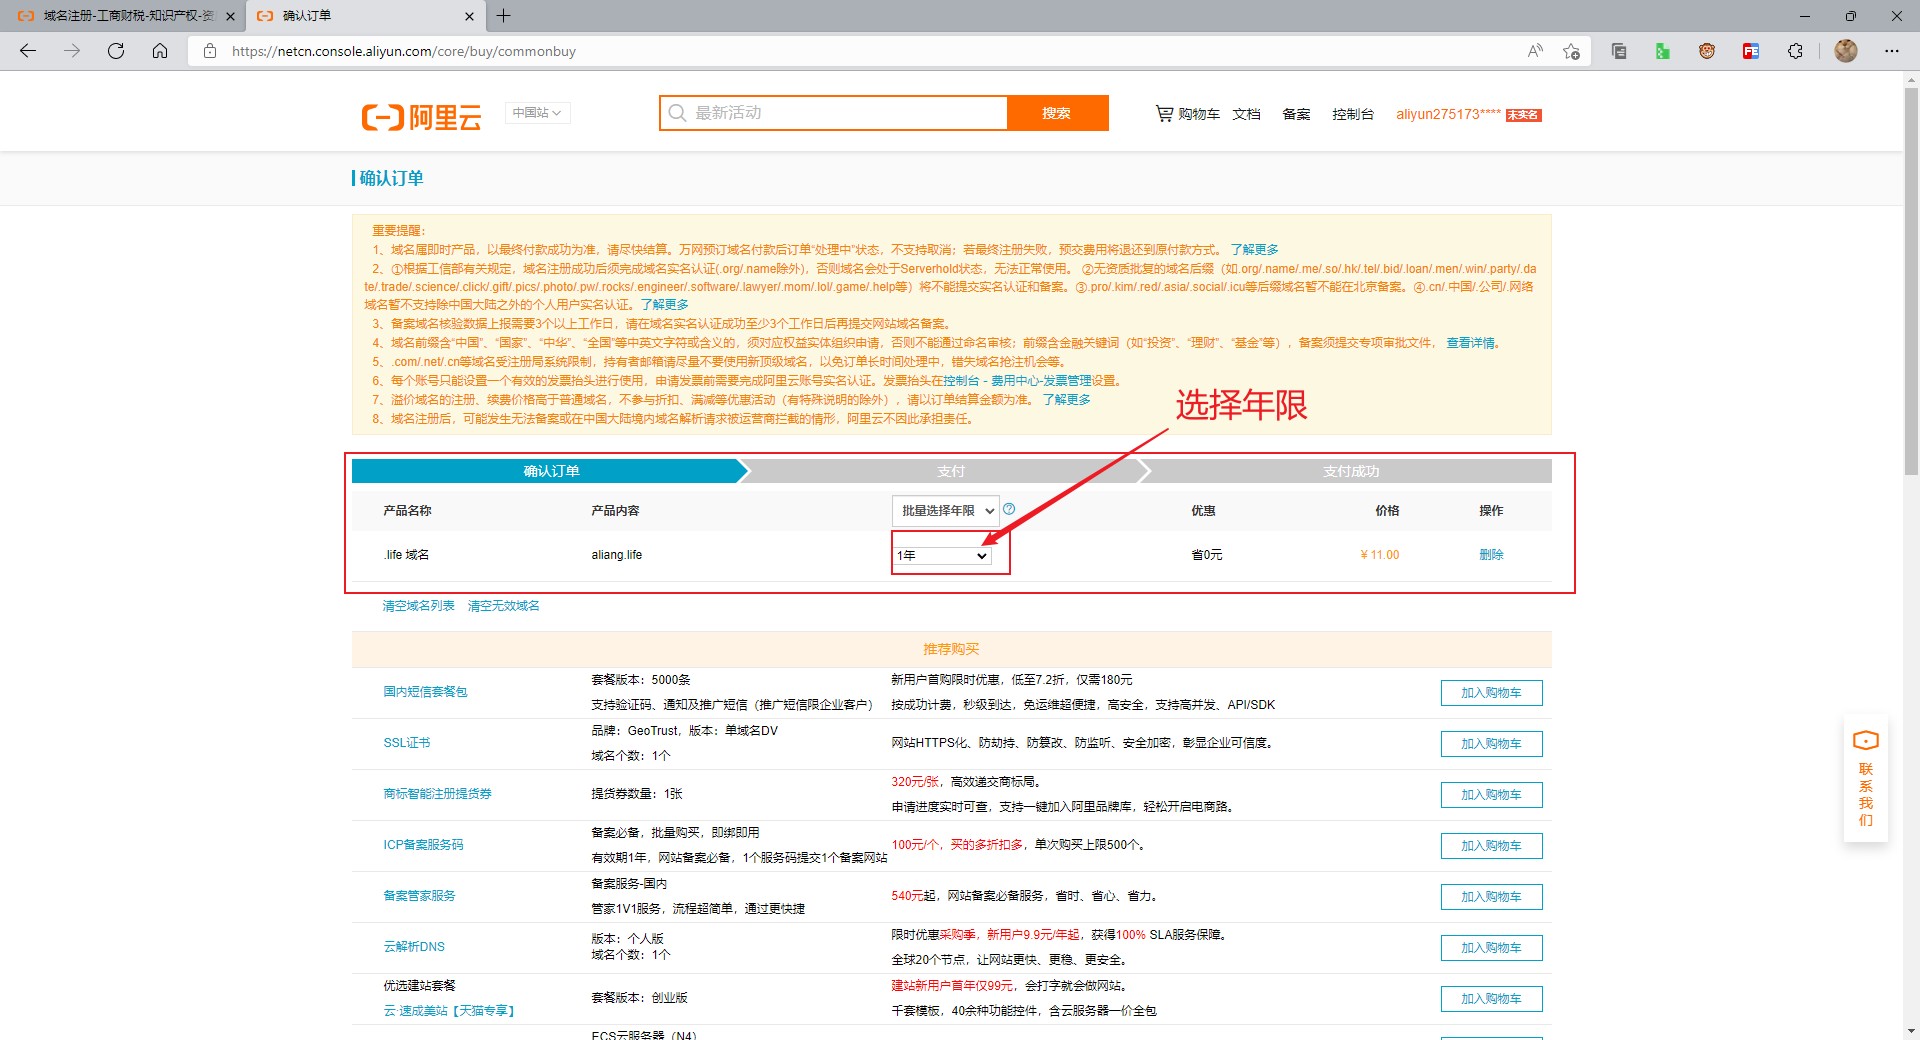 域名注册-工商财税-知识产权-资
确认订单
https://netcn.console.aliyun.com/core/buy/commonbuy
阿里云
中国站
最新活动
搜索
购物车
文档
备案
控制台
aliyun275173****
未实名
确认订单
重要提醒：
1、域名属即时产品，以最终付款成功为准，请尽快结算。万网预订域名付款后订单“处理中”状态，不支持取消；若最终注册失败，预交费用将退还到原付款方式。 了解更多
2、①根据工信部有关规定，域名注册成功后须完成域名实名认证(.org/.name除外)，否则域名会处于Serverhold状态，无法正常使用。 ②无资质批复的域名后缀（如.org/.name/.me/.so/.hk/.tel/.bid/.loan/.men/.win/.party/.da
te/.trade/.science/.click/.gift/.pics/.photo/.pw/.rocks/.engineer/.software/.lawyer/.mom/.lol/.game/.help等）将不能提交实名认证和备案。③.pro/.kim/.red/.asia/.social/.icu等后缀域名暂不能在北京备案。④.cn/.中国/.公司/.网络
域名暂不支持除中国大陆之外的个人用户实名认证。了解更多
3、备案域名核验数据上报需要3个以上工作日，请在域名实名认证成功至少3个工作日后再提交网站域名备案。
4、域名前缀含“中国”、“国家”、“中华”、“全国”等中英文字符或含义的，须对应权益实体组织申请，否则不能通过命名审核；前缀含金融关键词（如“投资”、“理财”、“基金”等），备案须提交专项审批文件， 查看详情。
5、.com/.net/.cn等域名受注册局系统限制，持有者邮箱请尽量不要使用新顶级域名，以免订单长时间处理中，错失域名抢注机会等。
6、每个账号只能设置一个有效的发票抬头进行使用，申请发票前需要完成阿里云账号实名认证。发票抬头在控制台 - 费用中心-发票管理设置。
7、溢价域名的注册、续费价格高于普通域名，不参与折扣、满减等优惠活动（有特殊说明的除外），请以订单结算金额为准。 了解更多
8、域名注册后，可能发生无法备案或在中国大陆境内域名解析请求被运营商拦截的情形，阿里云不因此承担责任。
选择年限
确认订单
支付
支付成功
产品名称
产品内容
批量选择年限
优惠
价格
操作
.life 域名
aliang.life
1年
省0元
¥ 11.00
删除
清空域名列表
清空无效域名
推荐购买
国内短信套餐包
套餐版本：5000条
支持验证码、通知及推广短信（推广短信限企业客户）
新用户首购限时优惠，低至7.2折，仅需180元
按成功计费，秒级到达，免运维超便捷，高安全，支持高并发、API/SDK
加入购物车
SSL证书
品牌：GeoTrust，版本：单域名DV
域名个数：1个
网站HTTPS化、防劫持、防篡改、防监听、安全加密，彰显企业可信度。
加入购物车
商标智能注册提货券
提货券数量：1张
320元/张，高效递交商标局。
申请进度实时可查，支持一键加入阿里品牌库，轻松开启电商路。
加入购物车
ICP备案服务码
备案必备，批量购买，即绑即用
有效期1年，网站备案必备，1个服务码提交1个备案网站
100元/个，买的多折扣多，单次购买上限500个。
加入购物车
备案管家服务
备案服务-国内
管家1V1服务，流程超简单，通过更快捷
540元起，网站备案必备服务，省时、省心、省力。
加入购物车
云解析DNS
版本：个人版
域名个数：1个
限时优惠采购季，新用户9.9元/年起，获得100% SLA服务保障。
全球20个节点，让网站更快、更稳、更安全。
加入购物车
优选建站套餐
云·速成美站【天猫专享】
套餐版本：创业版
建站新用户首年仅99元，会打字就会做网站。
千套模板，40余种功能控件，含云服务器一价全包
加入购物车
ECS云服务器（N4）
联
系
我
们